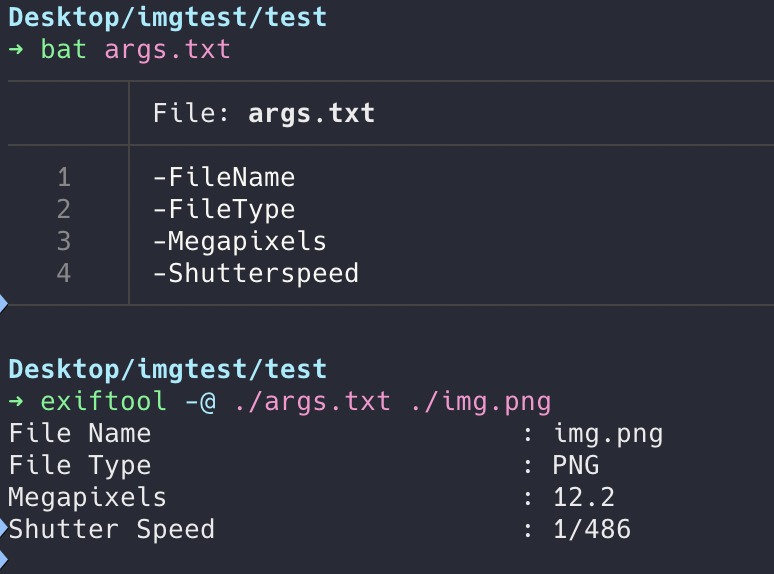 Desktop/imgtest/test
→ bat args.txt
File: args.txt
1 -FileName
2 -FileType
3 -Megapixels
4 -Shutterspeed
Desktop/imgtest/test
→ exiftool -@ ./args.txt ./img.png
File Name : img.png
File Type : PNG
Megapixels : 12.2
Shutter Speed : 1/486